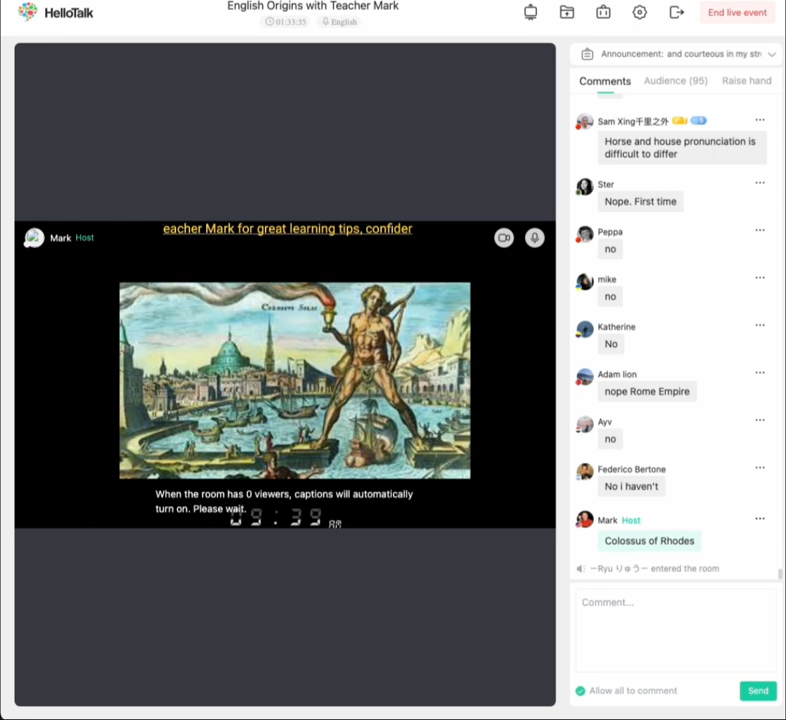 HelloTalk
English Origins with Teacher Mark
01:33:35 English
End live event
Announcement: and courteous in my stre
Comments Audience (95) Raise hand
Sam Xing千里之外
Horse and house pronunciation is
difficult to differ
Ster
Nope. First time
Peppa
no
mike
no
Katherine
No
Adam lion
nope Rome Empire
Ayv
no
Federico Bertone
No i haven't
Mark Host
Colossus of Rhodes
ーRyu りゅうー entered the room
Comment...
Allow all to comment
Send
eacher Mark for great learning tips, confider
Mark Host
When the room has 0 viewers, captions will automatically
turn on. Please wait.
09:39